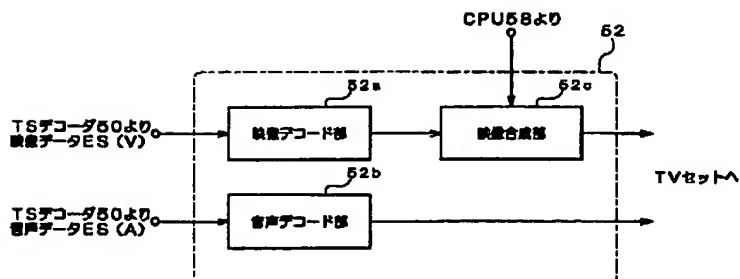 CPU58より
52
52a
52c
TSデコーダ50より
映像データES(V)
映像デコード部
映像合成部
TVセットへ
52b
TSデコーダ50より
音声データES(A)
音声デコード部